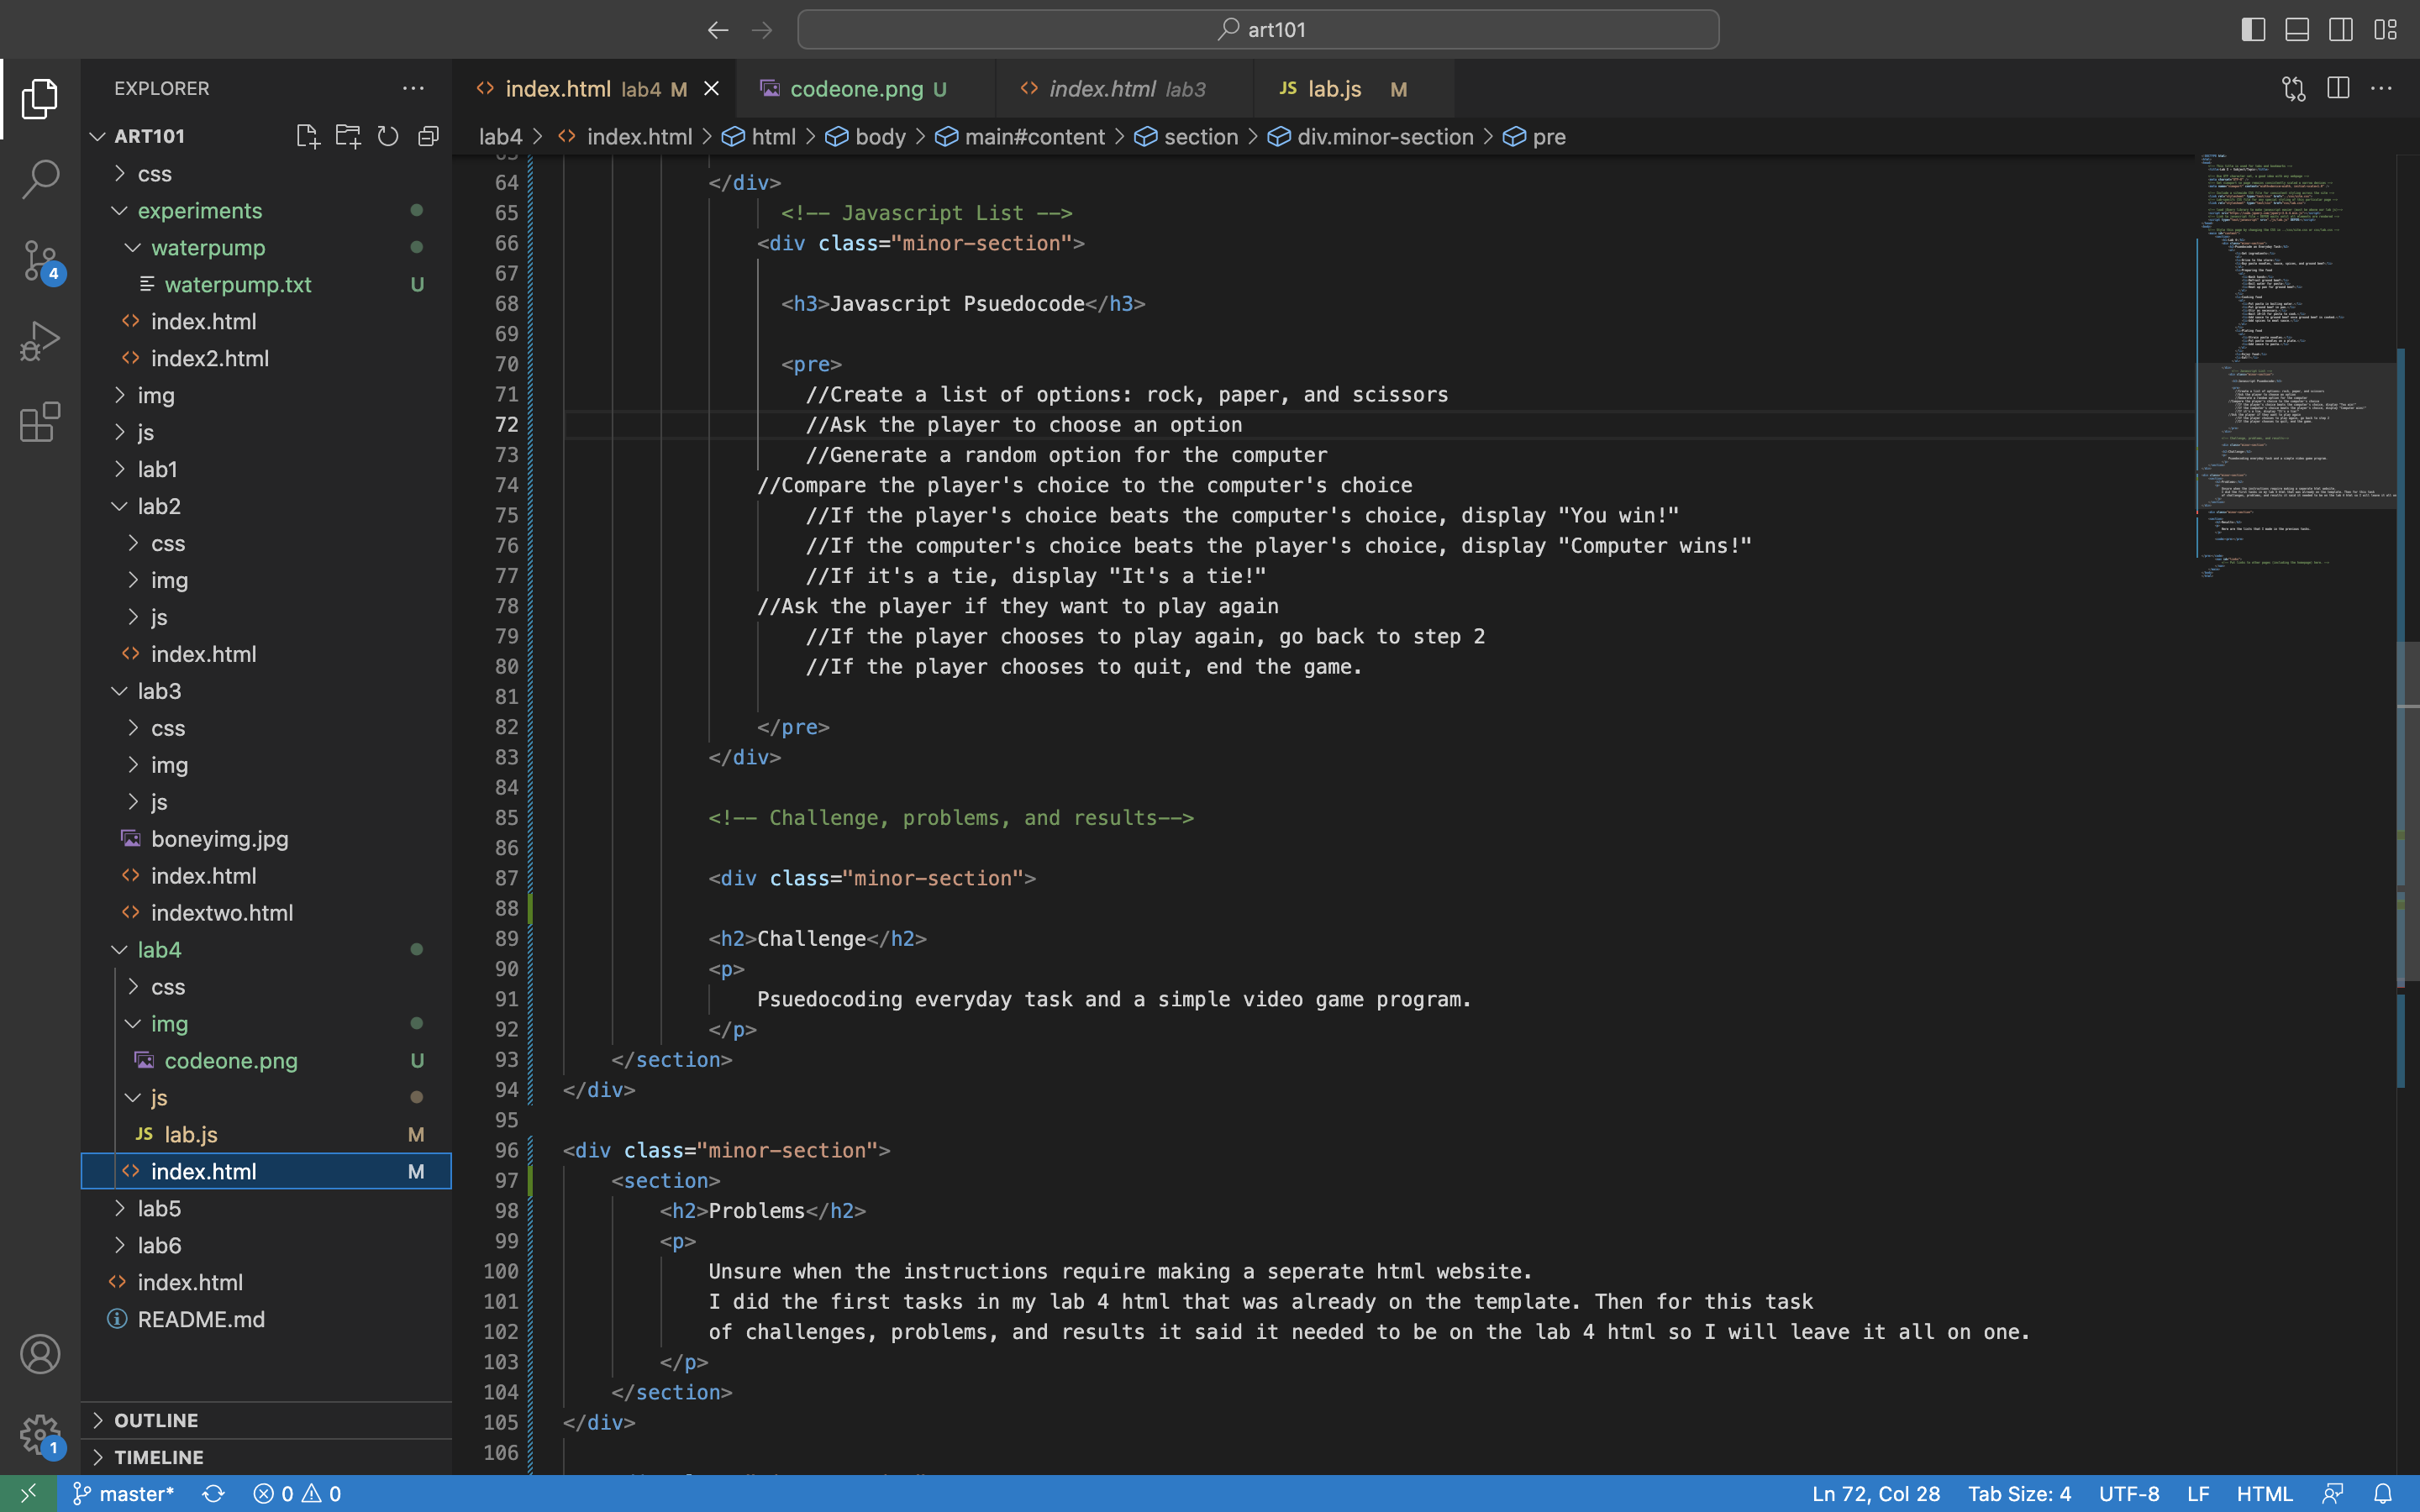 art101
EXPLORER
ART101
css
experiments
waterpump
waterpump.txt U
index.html
index2.html
img
js
lab1
lab2
css
img
js
index.html
lab3
css
img
js
boneyimg.jpg
index.html
indextwo.html
lab4
css
img
codeone.png U
js
JS lab.js M
index.html M
lab5
lab6
index.html
README.md
OUTLINE
TIMELINE
4
1
index.html lab4 M
codeone.png U
index.html lab3
JS lab.js M
lab4 > index.html > html > body > main#content > section > div.minor-section > pre
64 </div>
65 <!-- Javascript List -->
66 <div class="minor-section">
67
68 <h3>Javascript Psuedocode</h3>
69
70 <pre>
71 //Create a list of options: rock, paper, and scissors
72 //Ask the player to choose an option
73 //Generate a random option for the computer
74 //Compare the player's choice to the computer's choice
75 //If the player's choice beats the computer's choice, display "You win!"
76 //If the computer's choice beats the player's choice, display "Computer wins!"
77 //If it's a tie, display "It's a tie!"
78 //Ask the player if they want to play again
79 //If the player chooses to play again, go back to step 2
80 //If the player chooses to quit, end the game.
81
82 </pre>
83 </div>
84
85 <!-- Challenge, problems, and results-->
86
87 <div class="minor-section">
88
89 <h2>Challenge</h2>
90 <p>
91 Psuedocoding everyday task and a simple video game program.
92 </p>
93 </section>
94 </div>
95
96 <div class="minor-section">
97 <section>
98 <h2>Problems</h2>
99 <p>
100 Unsure when the instructions require making a seperate html website.
101 I did the first tasks in my lab 4 html that was already on the template. Then for this task
102 of challenges, problems, and results it said it needed to be on the lab 4 html so I will leave it all on one.
103 </p>
104 </section>
105 </div>
106
master* 0 0 Ln 72, Col 28 Tab Size: 4 UTF-8 LF HTML